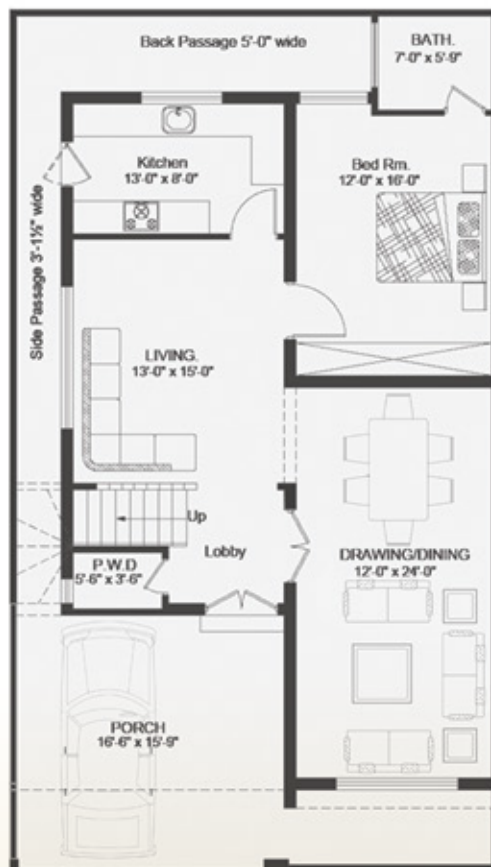 Back Passage 5'-0" wide
BATH.
7'-0" x 5'-9"
Kitchen
13'-0" x 8'-0"
Bed Rm.
12'-0" x 16'-0"
Side Passage 3'-1½" wide
LIVING.
13'-0" x 15'-0"
Up
Lobby
P.W.D
5'-6" x 3'-6"
DRAWING/DINING
12'-0" x 24'-0"
PORCH
16'-6" x 15'-9"